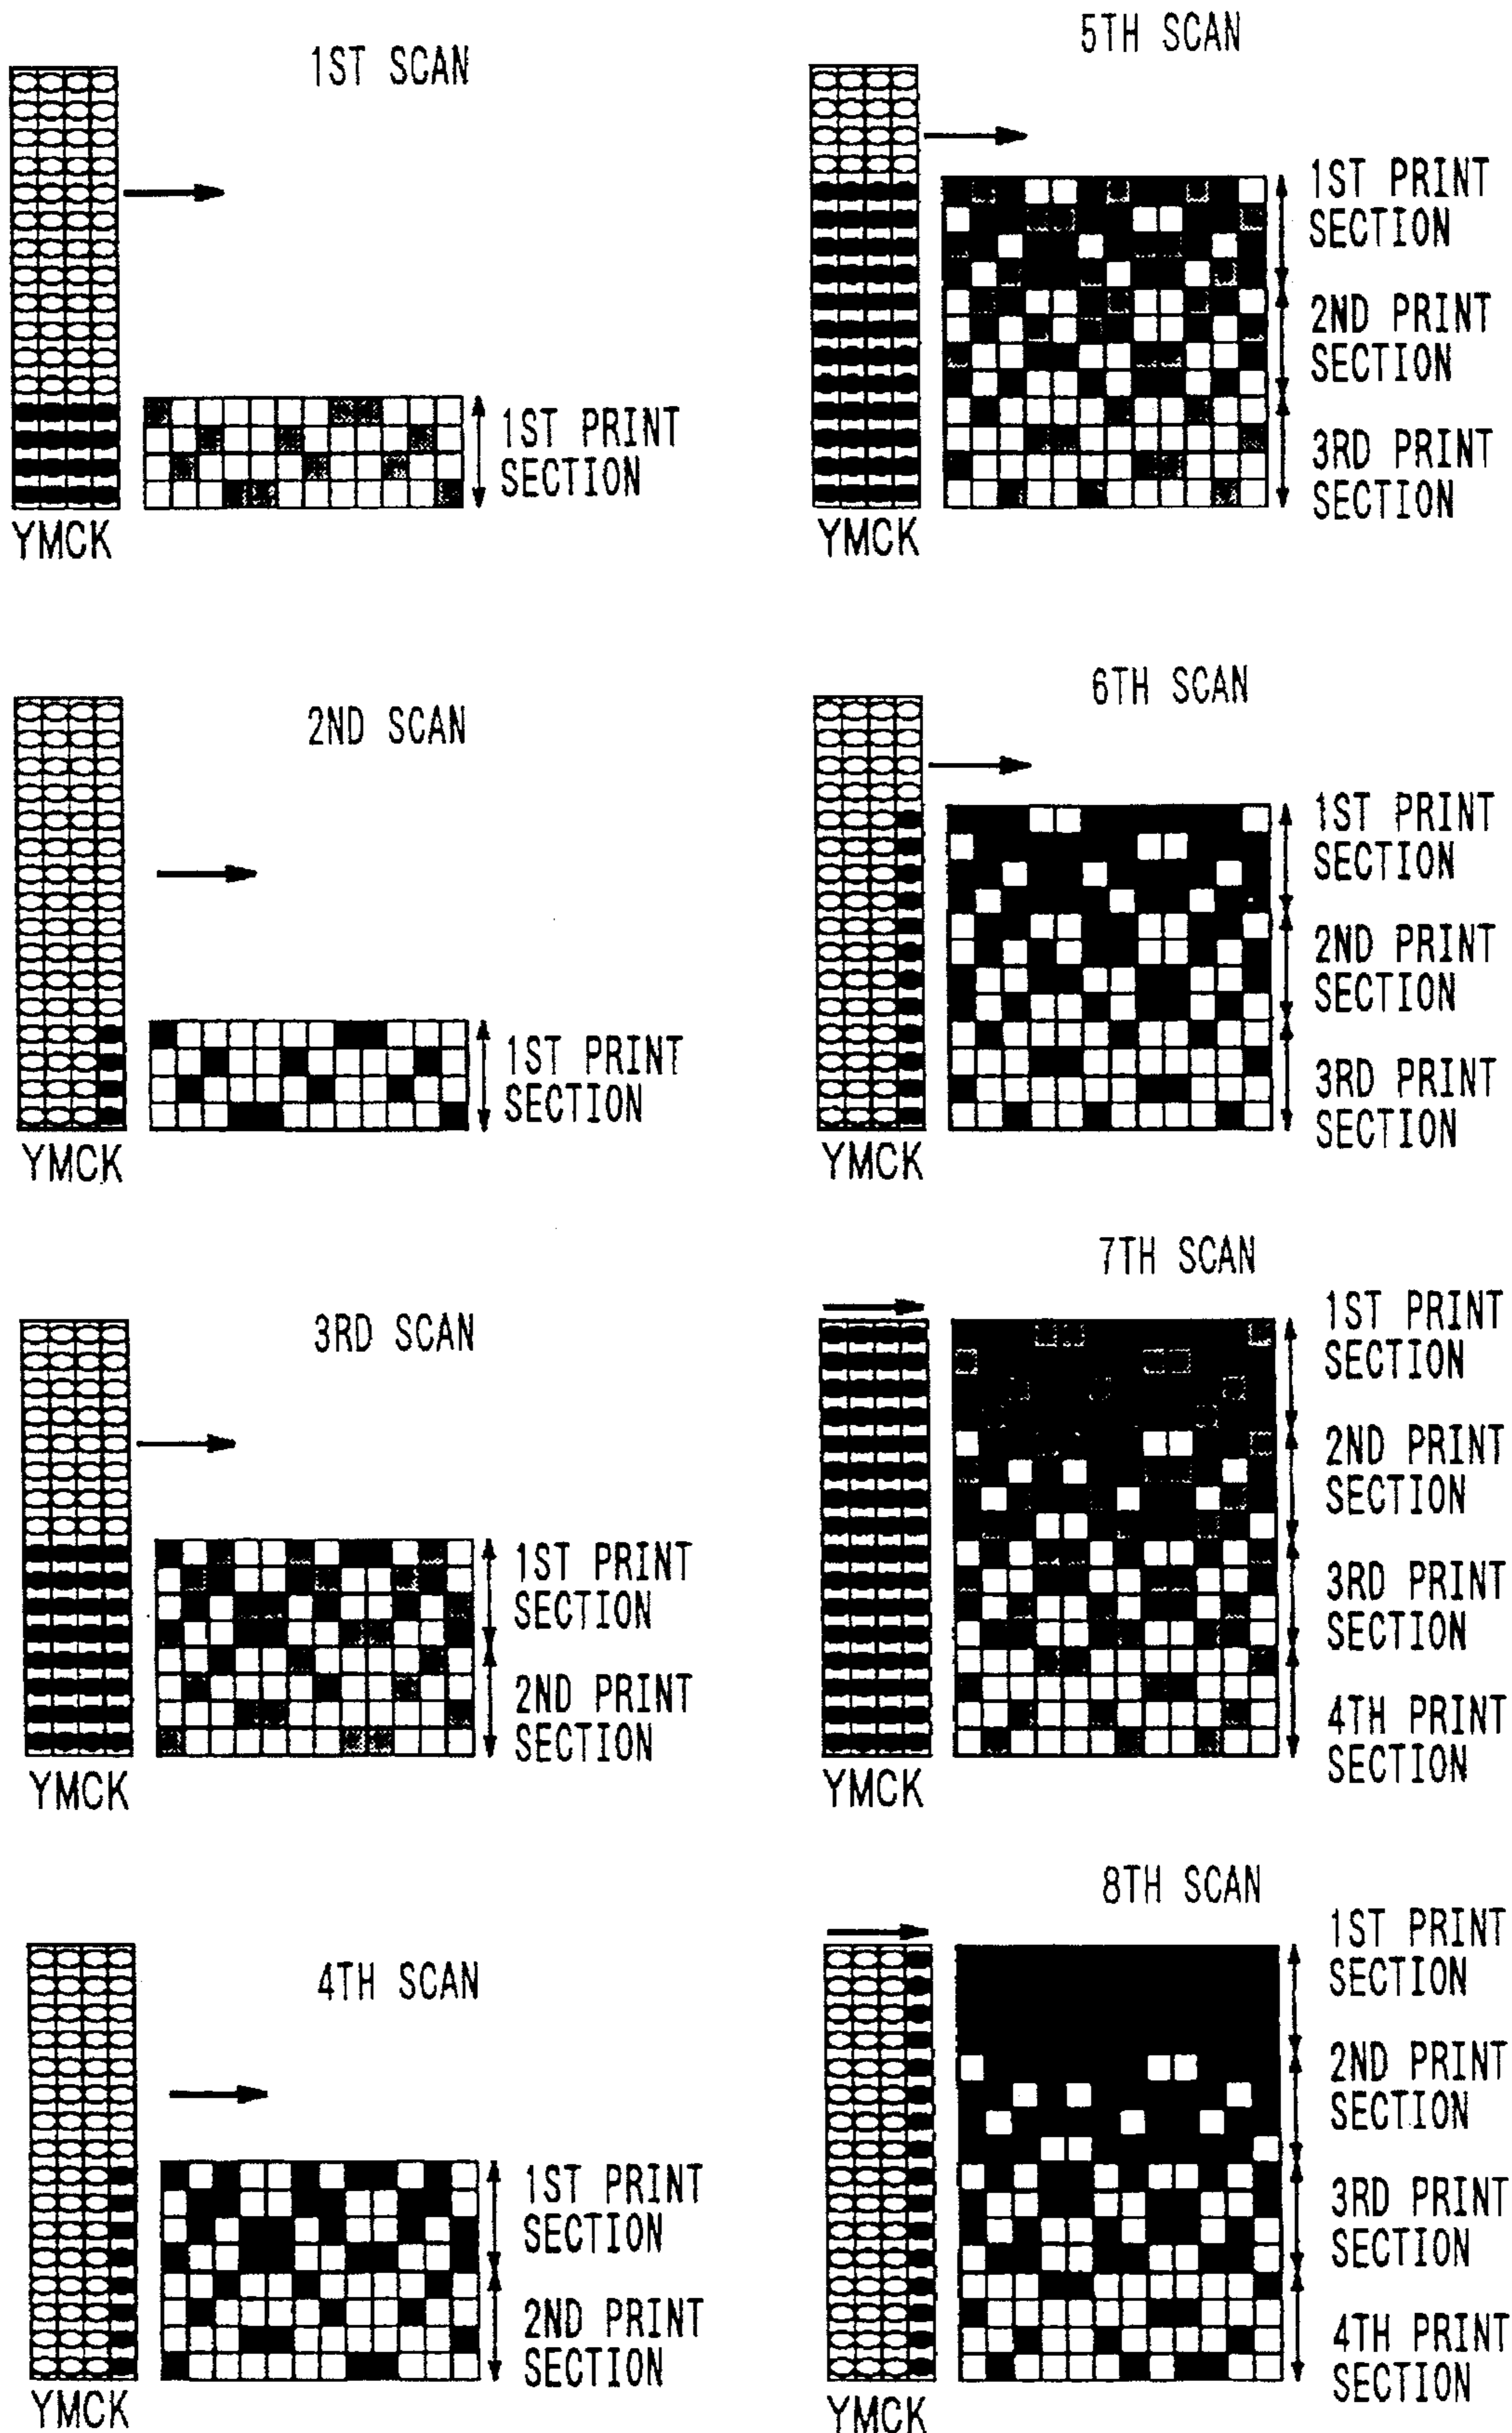 1ST SCAN
1ST PRINT
SECTION
YMCK
2ND SCAN
1ST PRINT
SECTION
YMCK
3RD SCAN
1ST PRINT
SECTION
2ND PRINT
SECTION
YMCK
4TH SCAN
1ST PRINT
SECTION
2ND PRINT
SECTION
YMCK
5TH SCAN
1ST PRINT
SECTION
2ND PRINT
SECTION
3RD PRINT
SECTION
YMCK
6TH SCAN
1ST PRINT
SECTION
2ND PRINT
SECTION
3RD PRINT
SECTION
YMCK
7TH SCAN
1ST PRINT
SECTION
2ND PRINT
SECTION
3RD PRINT
SECTION
4TH PRINT
SECTION
YMCK
8TH SCAN
1ST PRINT
SECTION
2ND PRINT
SECTION
3RD PRINT
SECTION
4TH PRINT
SECTION
YMCK